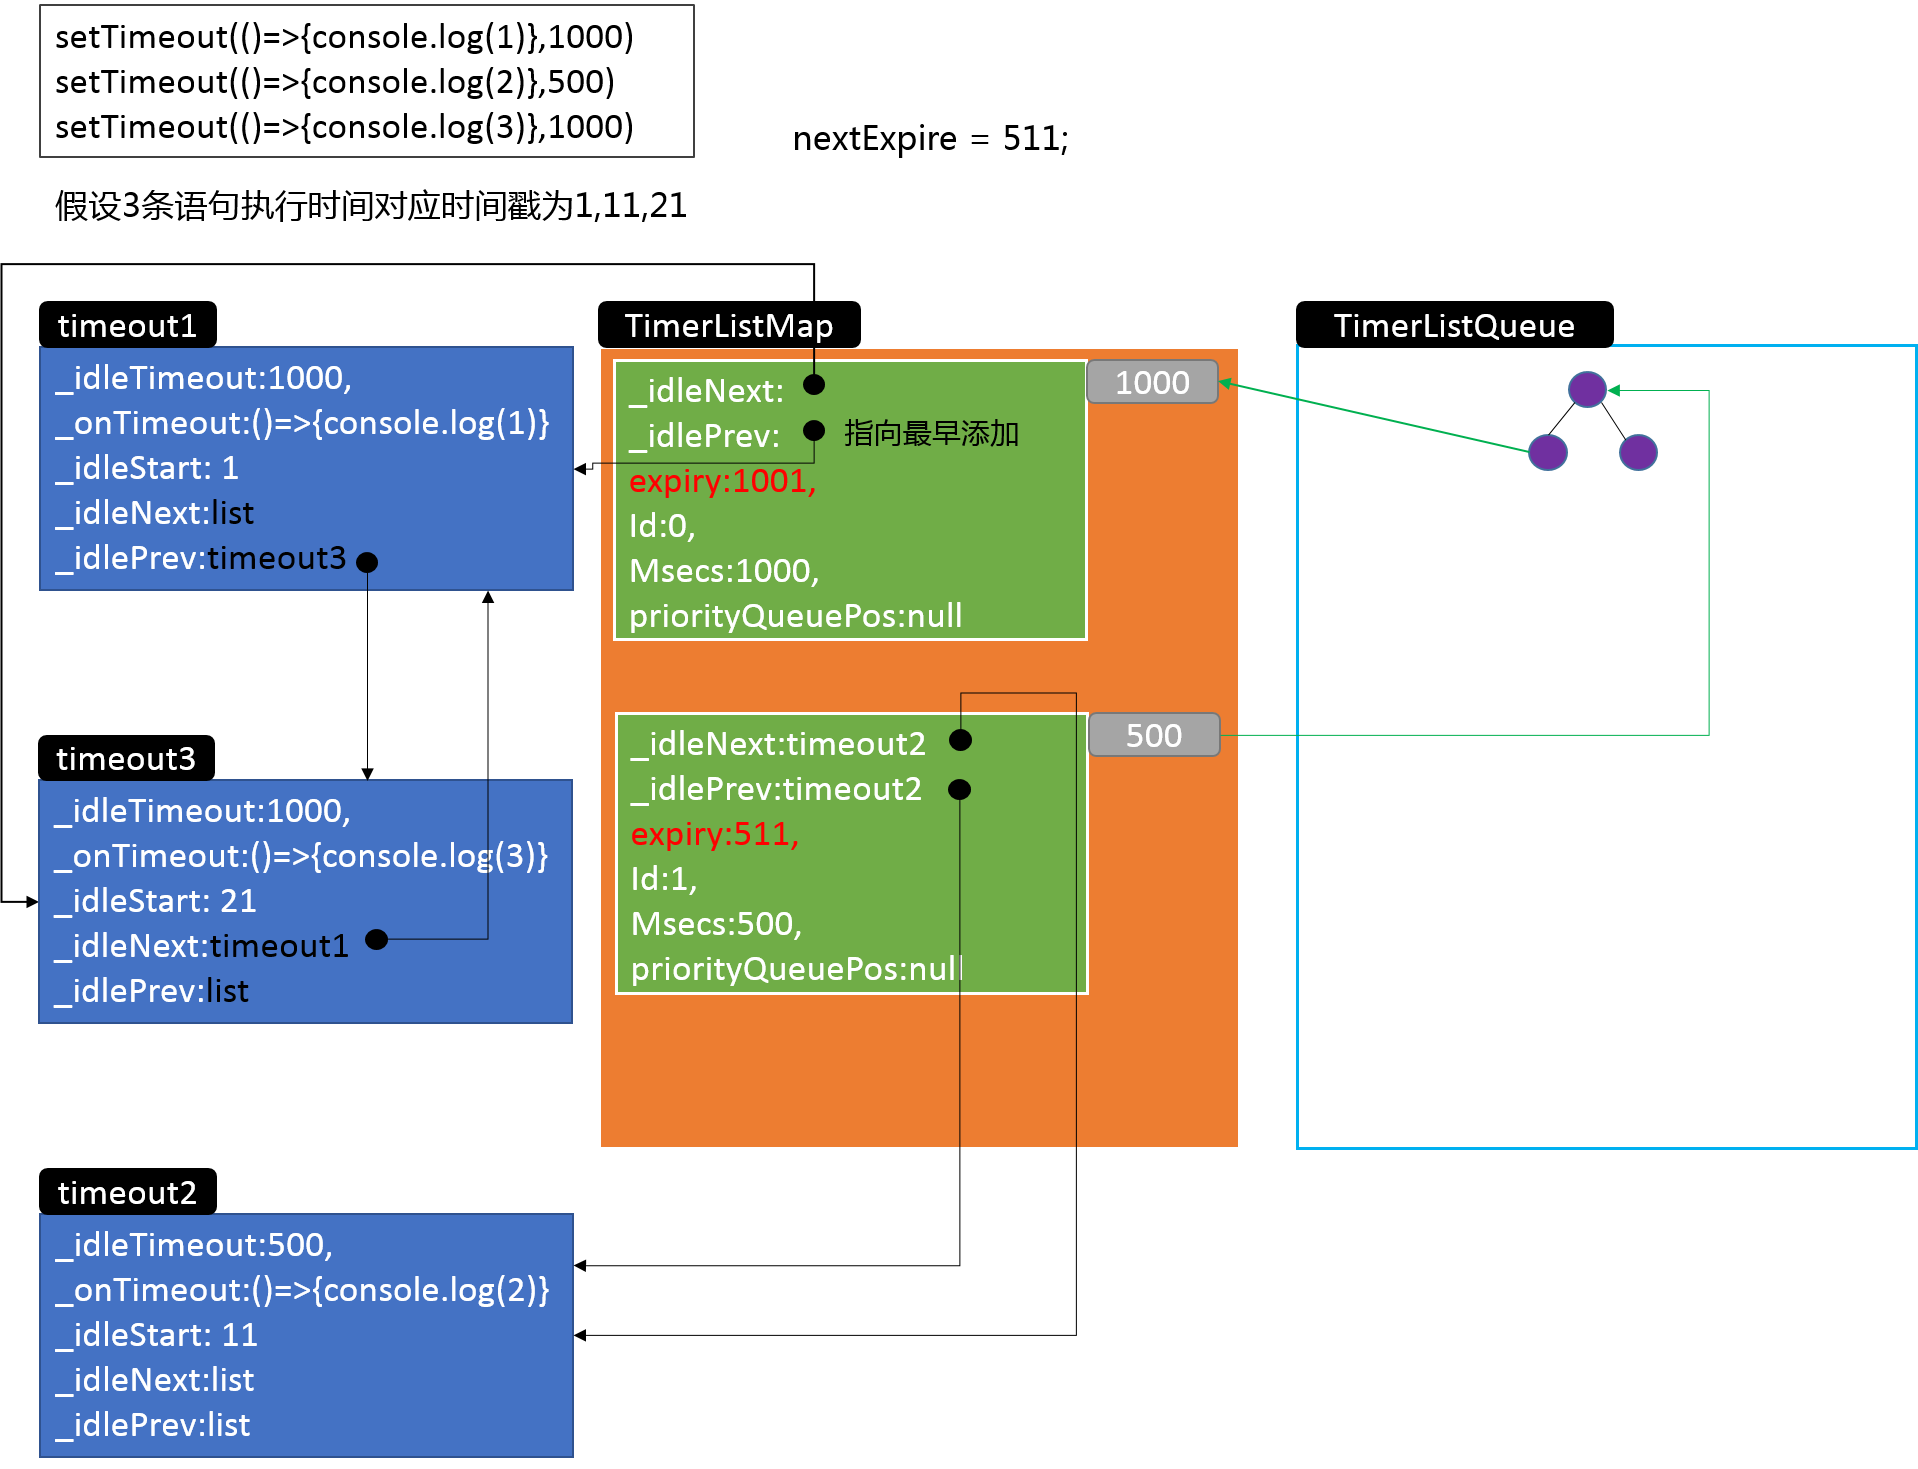 setTimeout(()=>{console.log(1)},1000)
setTimeout(()=>{console.log(2)},500)
setTimeout(()=>{console.log(3)},1000)
nextExpire = 511;
假设3条语句执行时间对应时间戳为1,11,21
timeout1
_idleTimeout:1000,
_onTimeout:()=>{console.log(1)}
_idleStart: 1
_idleNext:list
_idlePrev:timeout3
TimerListMap
_idleNext:
_idlePrev: 指向最早添加
expiry:1001,
Id:0,
Msecs:1000,
priorityQueuePos:null
1000
TimerListQueue
timeout3
_idleTimeout:1000,
_onTimeout:()=>{console.log(3)}
_idleStart: 21
_idleNext:timeout1
_idlePrev:list
_idleNext:timeout2
_idlePrev:timeout2
expiry:511,
Id:1,
Msecs:500,
priorityQueuePos:null
500
timeout2
_idleTimeout:500,
_onTimeout:()=>{console.log(2)}
_idleStart: 11
_idleNext:list
_idlePrev:list